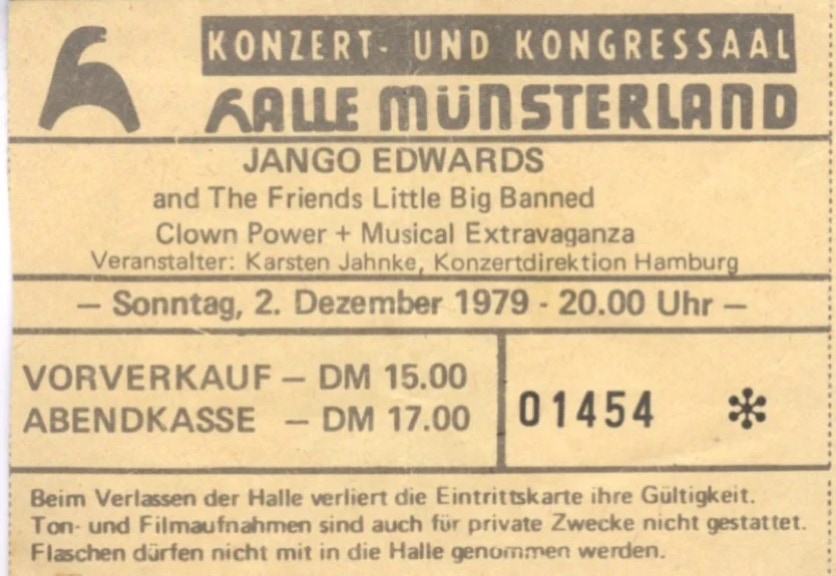 KONZERT- UND KONGRESSAAL
HALLE MÜNSTERLAND
JANGO EDWARDS
and The Friends Little Big Banned
Clown Power + Musical Extravaganza
Veranstalter: Karsten Jahnke, Konzertdirektion Hamburg
— Sonntag, 2. Dezember 1979 - 20.00 Uhr —
VORVERKAUF — DM 15.00
ABENDKASSE — DM 17.00
01454 *
Beim Verlassen der Halle verliert die Eintrittskarte ihre Gültigkeit.
Ton- und Filmaufnahmen sind auch für private Zwecke nicht gestattet.
Flaschen dürfen nicht mit in die Halle genommen werden.